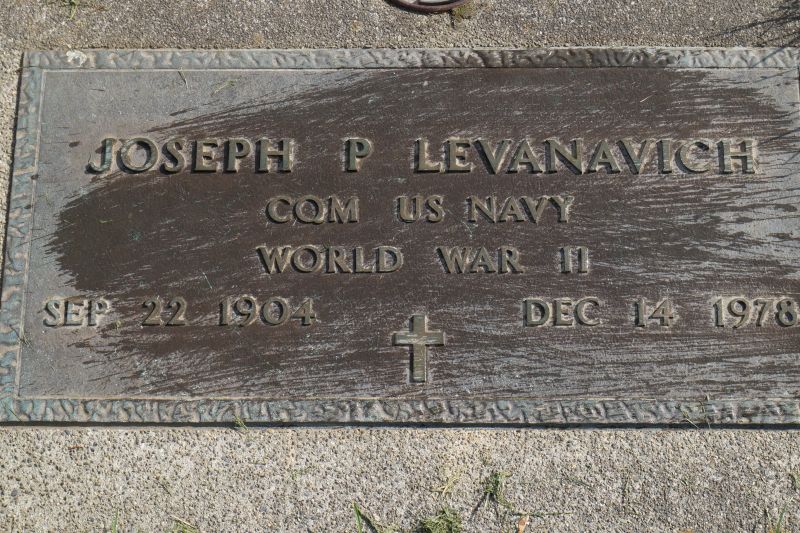 JOSEPH P LEVANAVICH
CQM US NAVY
WORLD WAR II
SEP 22 1904 DEC 14 1978